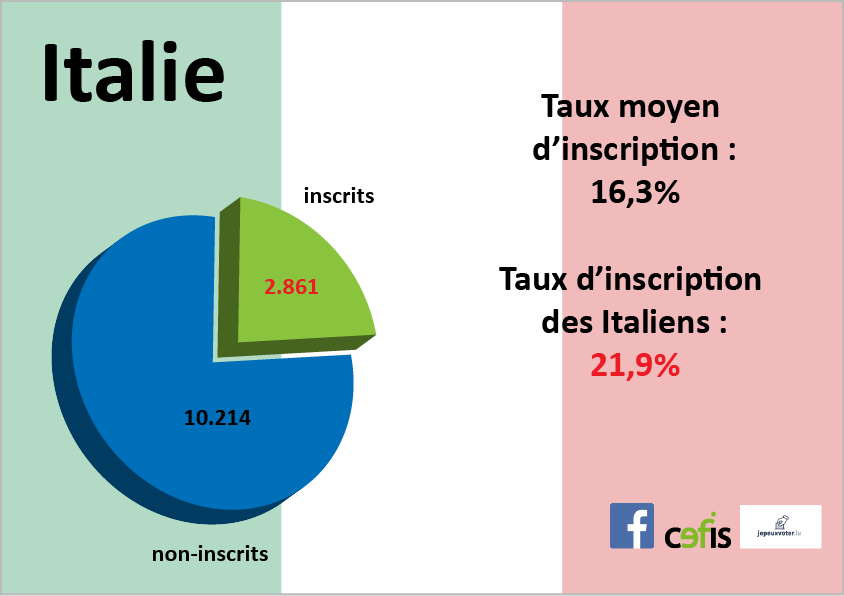 Italie
Taux moyen
d’inscription :
16,3%
inscrits
Taux d’inscription
des Italiens :
21,9%
2.861
10.214
non-inscrits
f
cefis
jepeuxvoter.lu